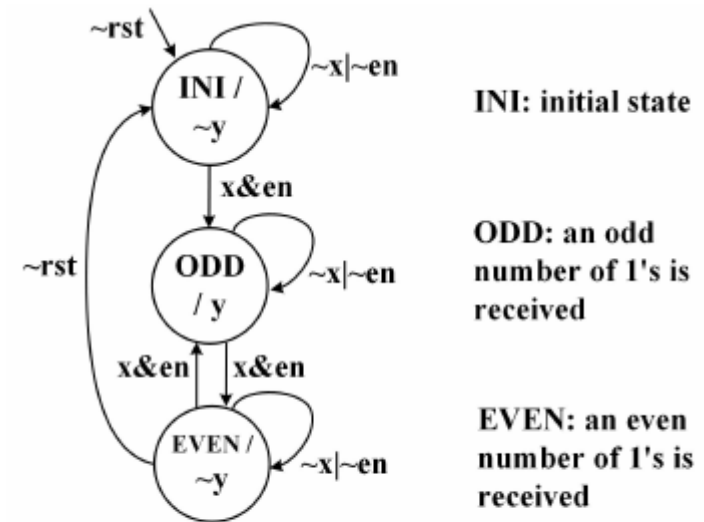 ~rst
INI /
~y
~x|~en
INI: initial state
x&en
ODD
/ y
~x|~en
ODD: an odd
number of 1's is
received
~rst
x&en
x&en
EVEN /
~y
~x|~en
EVEN: an even
number of 1's is
received